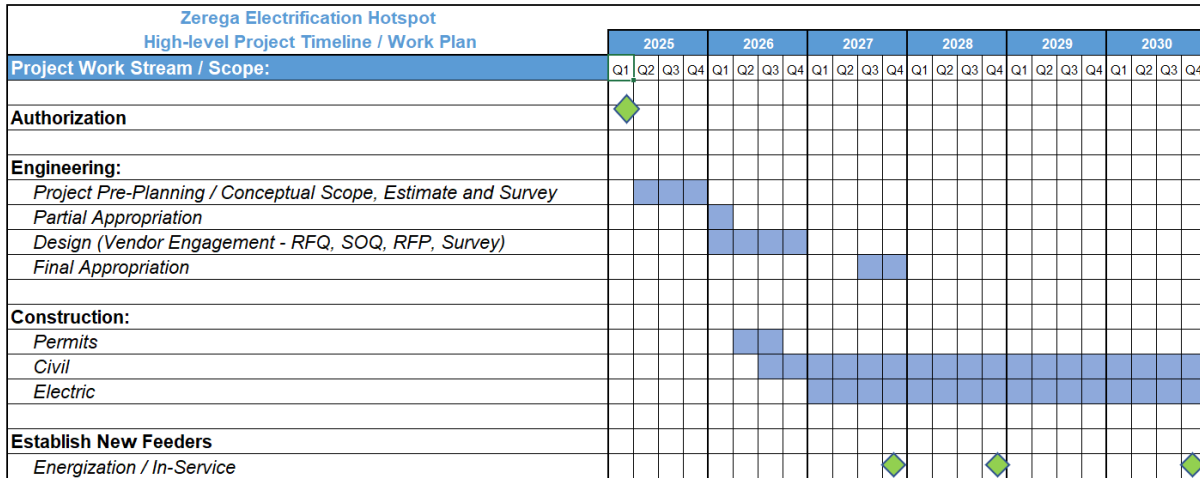 Zerega Electrification Hotspot
High-level Project Timeline / Work Plan
2025 2026 2027 2028 2029 2030
Project Work Stream / Scope: Q1 Q2 Q3 Q4 Q1 Q2 Q3 Q4 Q1 Q2 Q3 Q4 Q1 Q2 Q3 Q4 Q1 Q2 Q3 Q4 Q1 Q2 Q3 Q4
Authorization
Engineering:
Project Pre-Planning / Conceptual Scope, Estimate and Survey
Partial Appropriation
Design (Vendor Engagement - RFQ, SOQ, RFP, Survey)
Final Appropriation
Construction:
Permits
Civil
Electric
Establish New Feeders
Energization / In-Service